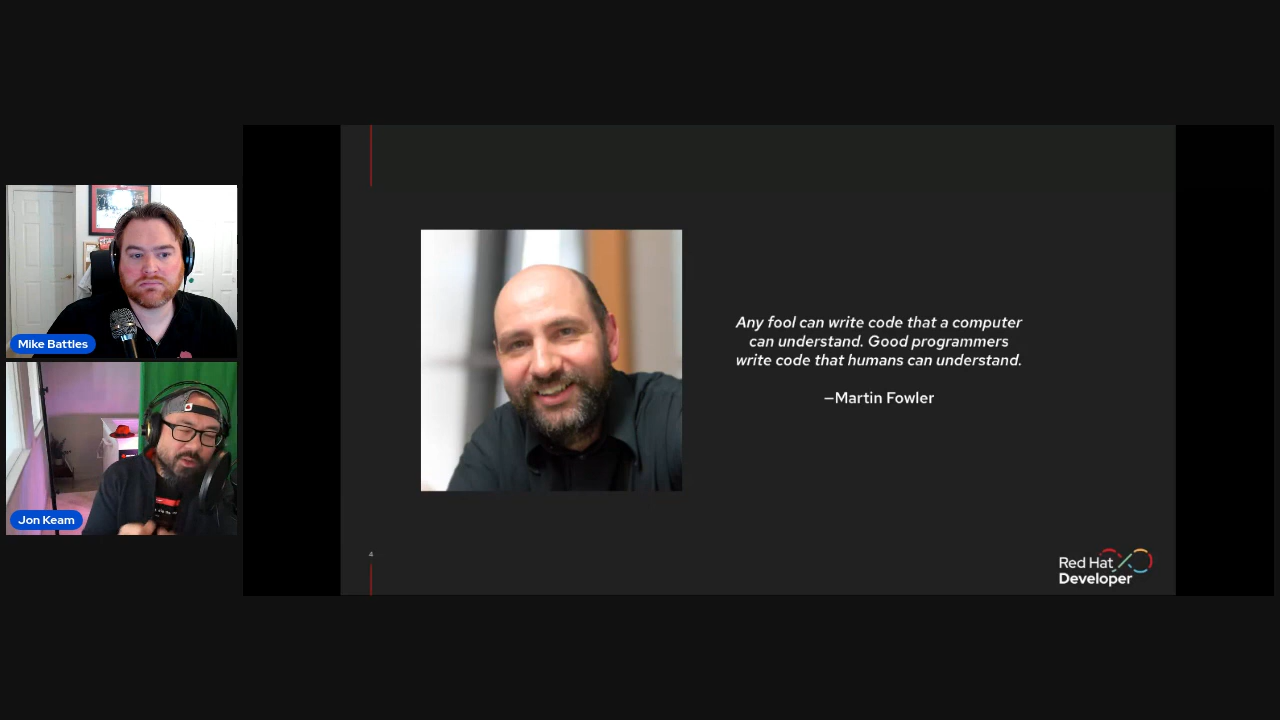 Mike Battles
Jon Keam
Any fool can write code that a computer
can understand. Good programmers
write code that humans can understand.
—Martin Fowler
4
Red Hat
Developer